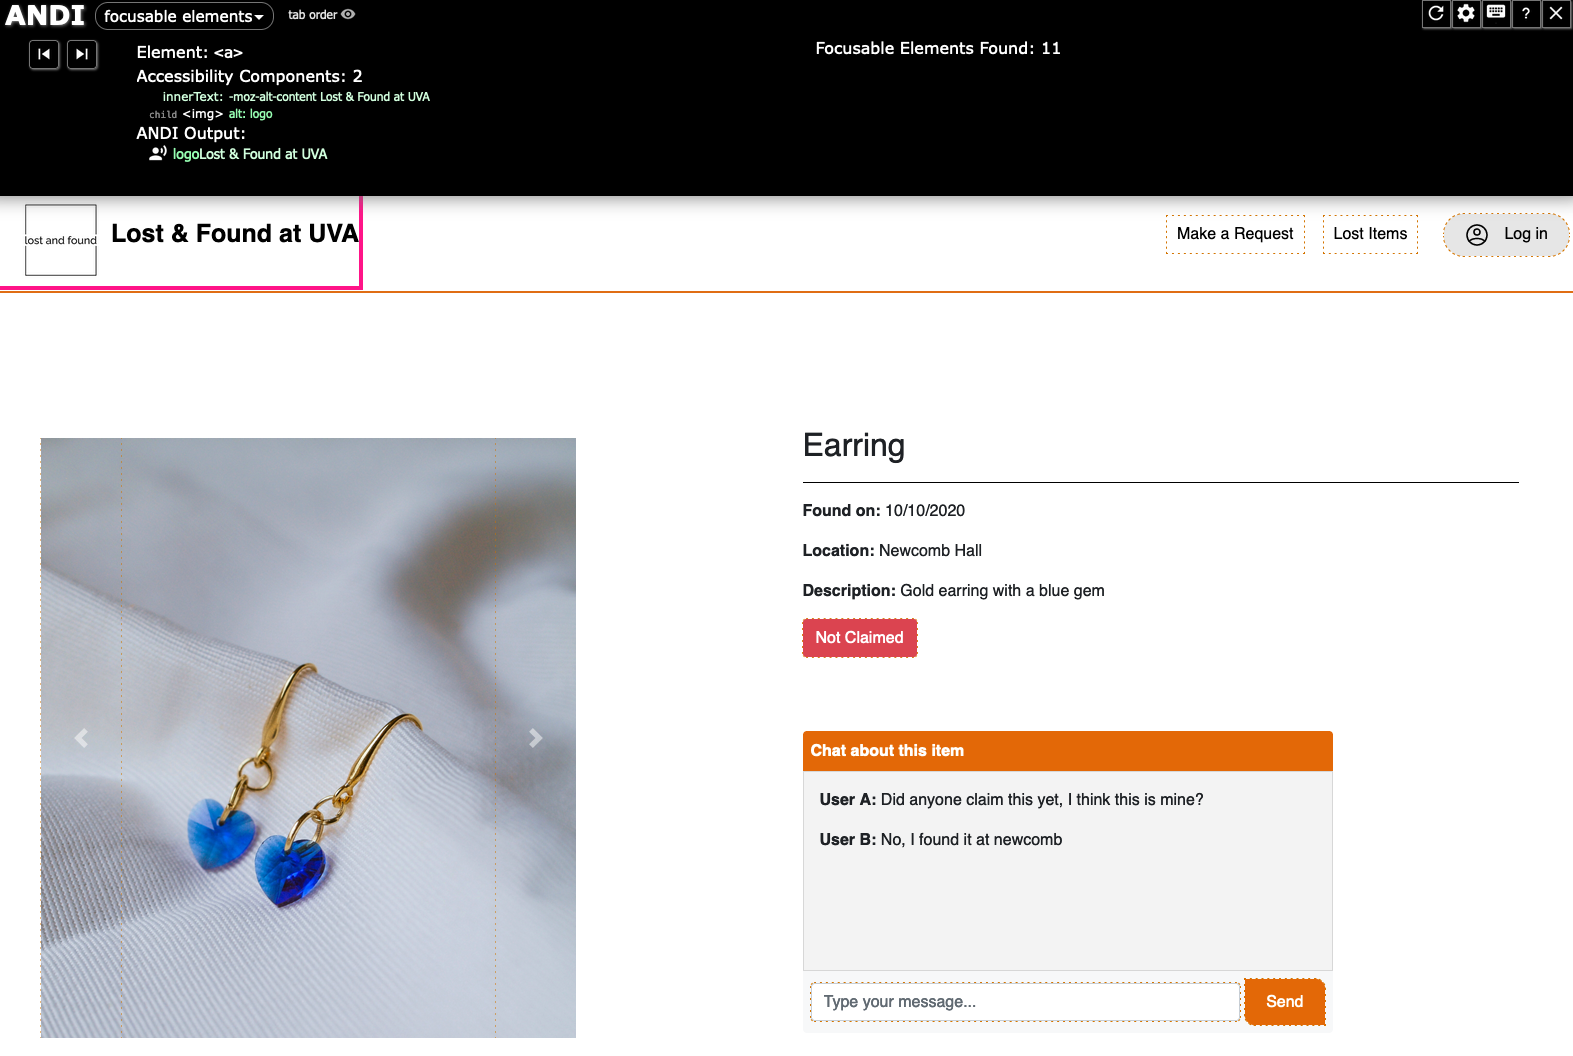 ANDI focusable elements tab order ?
Element: <a>
Focusable Elements Found: 11
Accessibility Components: 2
innerText: -moz-alt-content Lost & Found at UVA
child <img> alt: logo
ANDI Output:
logoLost & Found at UVA
lost and found
Lost & Found at UVA
Make a Request
Lost Items
Log in
Earring
Found on: 10/10/2020
Location: Newcomb Hall
Description: Gold earring with a blue gem
Not Claimed
Chat about this item
User A: Did anyone claim this yet, I think this is mine?
User B: No, I found it at newcomb
Type your message...
Send